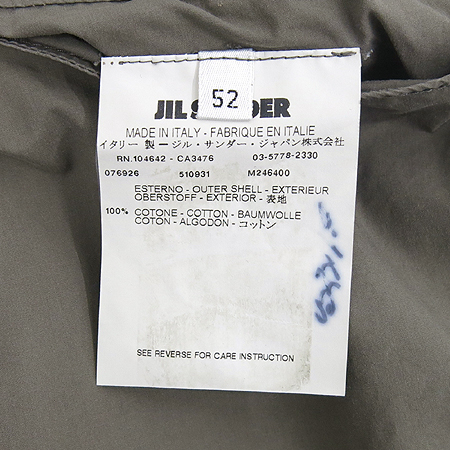 52
JIL SANDER
MADE IN ITALY - FABRIQUE EN ITALIE
イタリー 製 ー ジル・サンダー・ジャパン株式会社
RN. 104642 - CA3476 03-5778-2330
076926 510931 M246400
ESTERNO - OUTER SHELL - EXTERIEUR
OBERSTOFF - EXTERIOR - 表地
100% COTONE - COTTON - BAUMWOLLE
COTON - ALGODON - コットン
SEE REVERSE FOR CARE INSTRUCTION